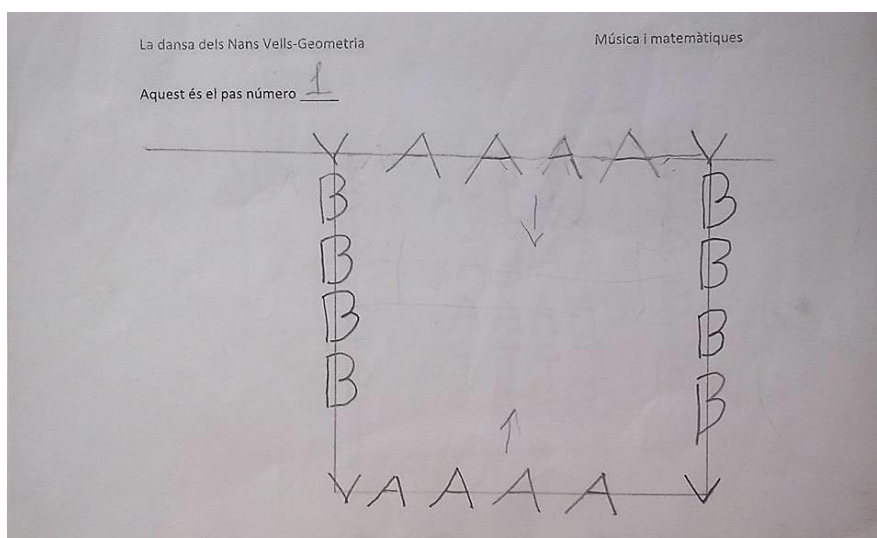 La dansa dels Nans Vells-Geometria
Música i matemàtiques
Aquest és el pas número 1
Y A A A A Y
B B
B B
B B
B B
Y A A A A V